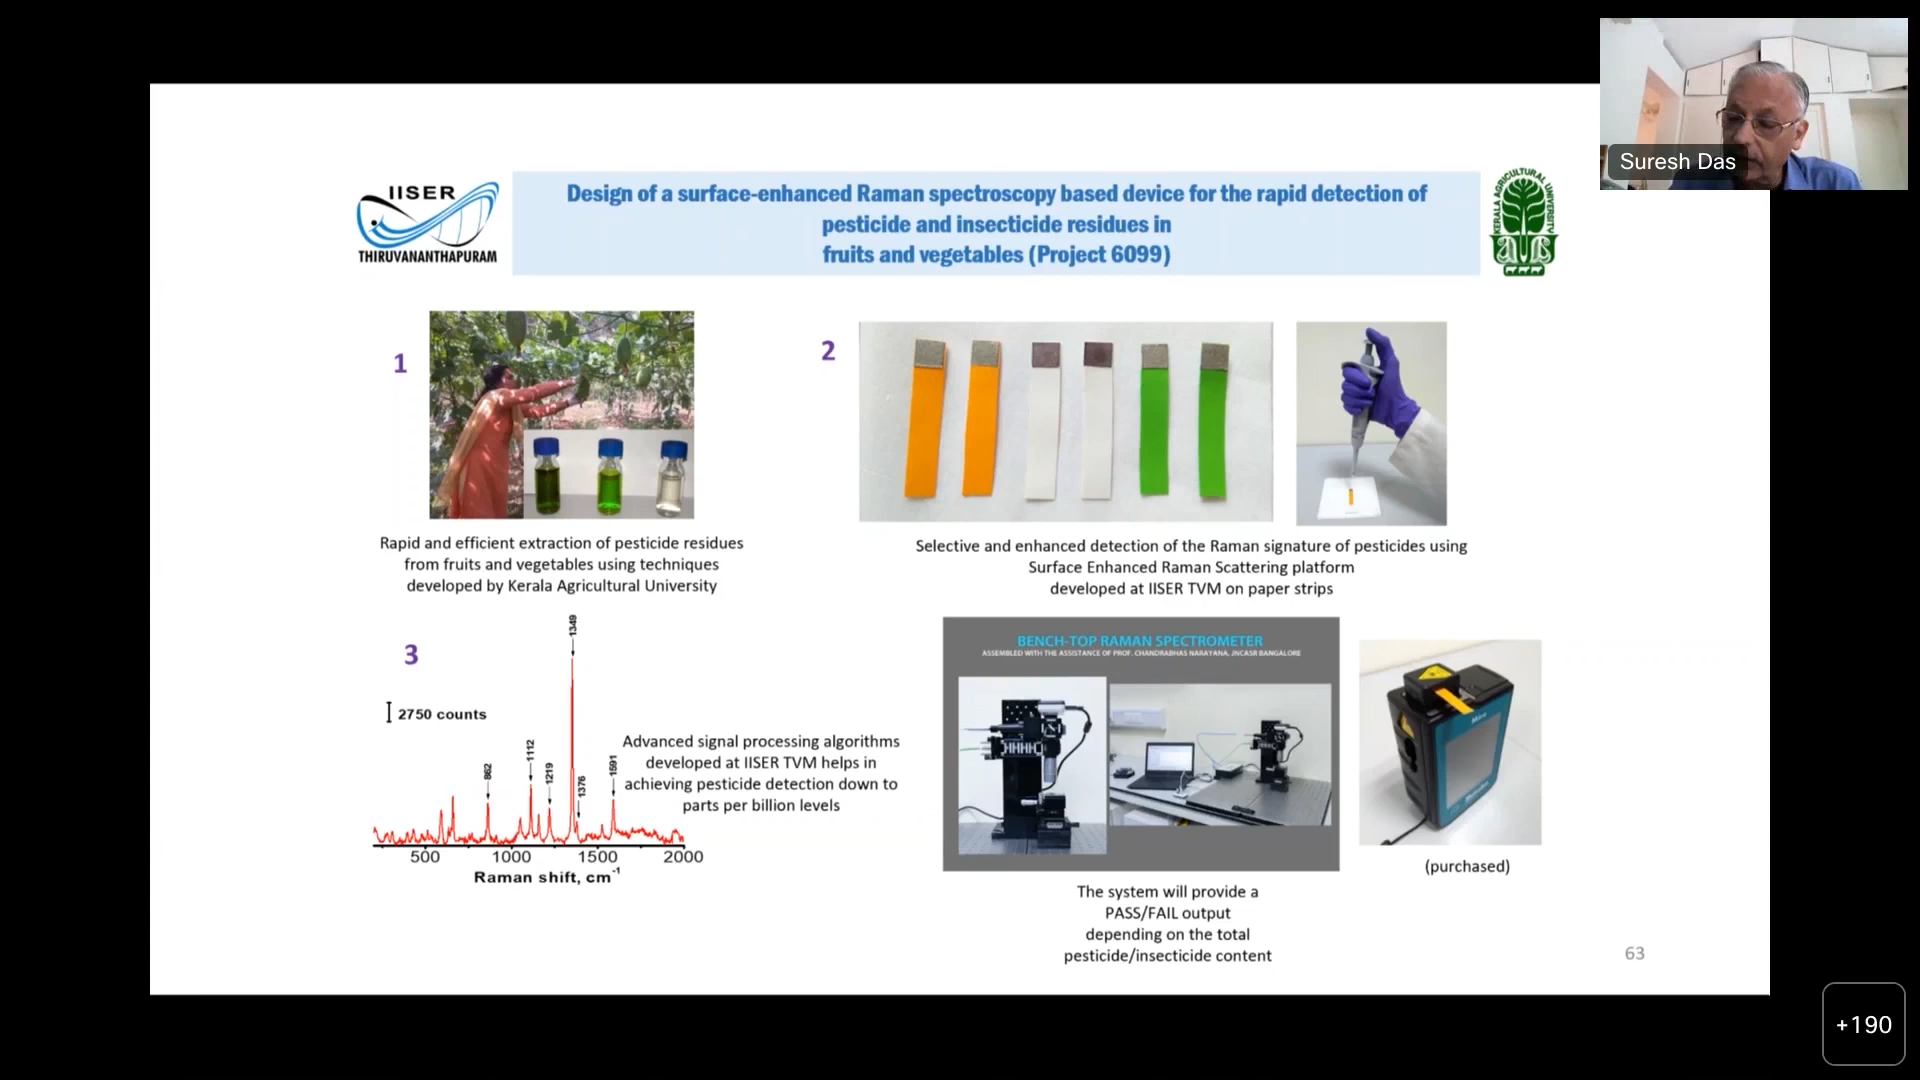 Suresh Das
IISER
THIRUVANANTHAPURAM
Design of a surface-enhanced Raman spectroscopy based device for the rapid detection of
pesticide and insecticide residues in
fruits and vegetables (Project 6099)
KERALA AGRICULTURAL UNIVERSITY
1
Rapid and efficient extraction of pesticide residues
from fruits and vegetables using techniques
developed by Kerala Agricultural University
2
Selective and enhanced detection of the Raman signature of pesticides using
Surface Enhanced Raman Scattering platform
developed at IISER TVM on paper strips
3
2750 counts
862
1112
1219
1349
1376
1591
500 1000 1500 2000
Raman shift, cm-1
Advanced signal processing algorithms
developed at IISER TVM helps in
achieving pesticide detection down to
parts per billion levels
BENCH-TOP RAMAN SPECTROMETER
ASSEMBLED WITH THE ASSISTANCE OF PROF. CHANDRABHAS NARAYANA, JNCASR BANGALORE
The system will provide a
PASS/FAIL output
depending on the total
pesticide/insecticide content
(purchased)
63
+190